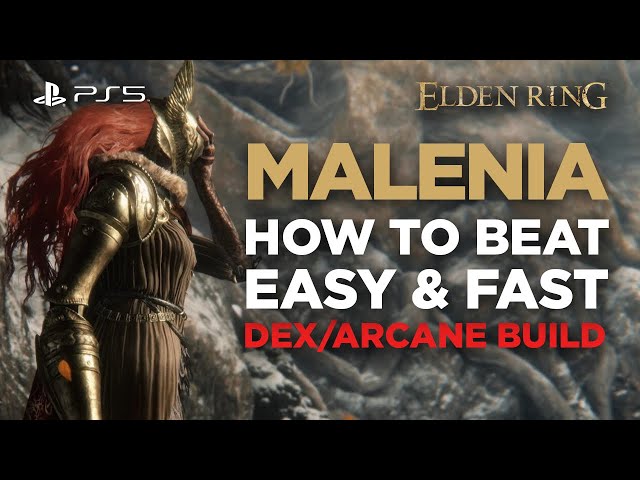 PS5
ELDEN RING
MALENIA
HOW TO BEAT
EASY & FAST
DEX/ARCANE BUILD